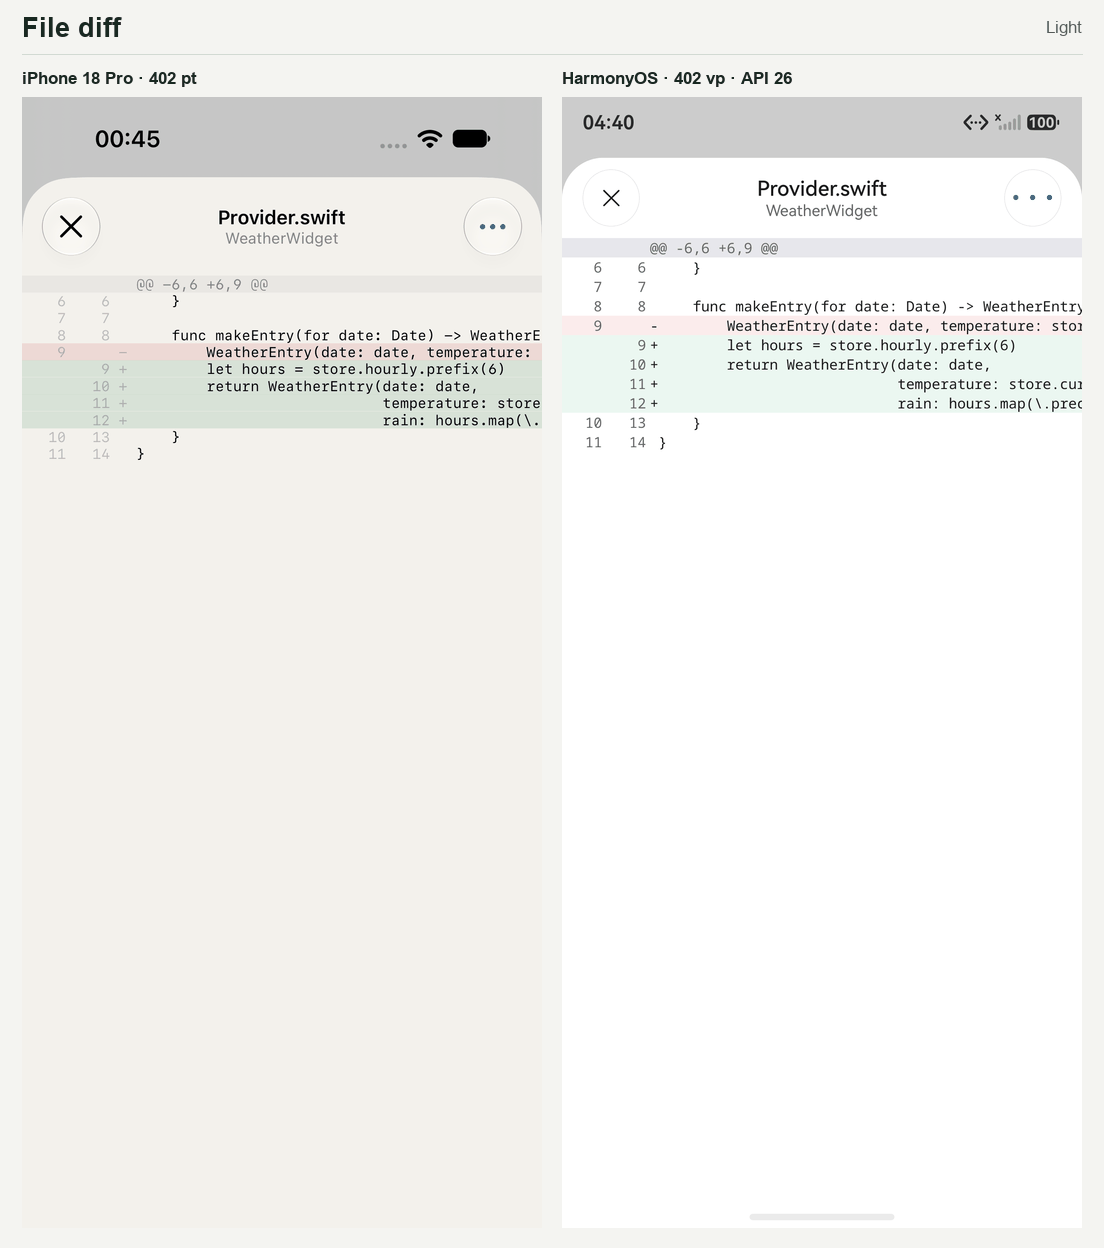 File diff
Light
iPhone 18 Pro · 402 pt
00:45
Provider.swift
WeatherWidget
@@ -6,6 +6,9 @@
6 6 }
7 7
8 8 func makeEntry(for date: Date) -> WeatherE
9 - WeatherEntry(date: date, temperature:
9 + let hours = store.hourly.prefix(6)
10 + return WeatherEntry(date: date,
11 + temperature: store
12 + rain: hours.map(\.
10 13 }
11 14 }
HarmonyOS · 402 vp · API 26
04:40
100
Provider.swift
WeatherWidget
@@ -6,6 +6,9 @@
6 6 }
7 7
8 8 func makeEntry(for date: Date) -> WeatherEntry
9 - WeatherEntry(date: date, temperature: stor
9 + let hours = store.hourly.prefix(6)
10 + return WeatherEntry(date: date,
11 + temperature: store.cur
12 + rain: hours.map(\.prec
10 13 }
11 14 }